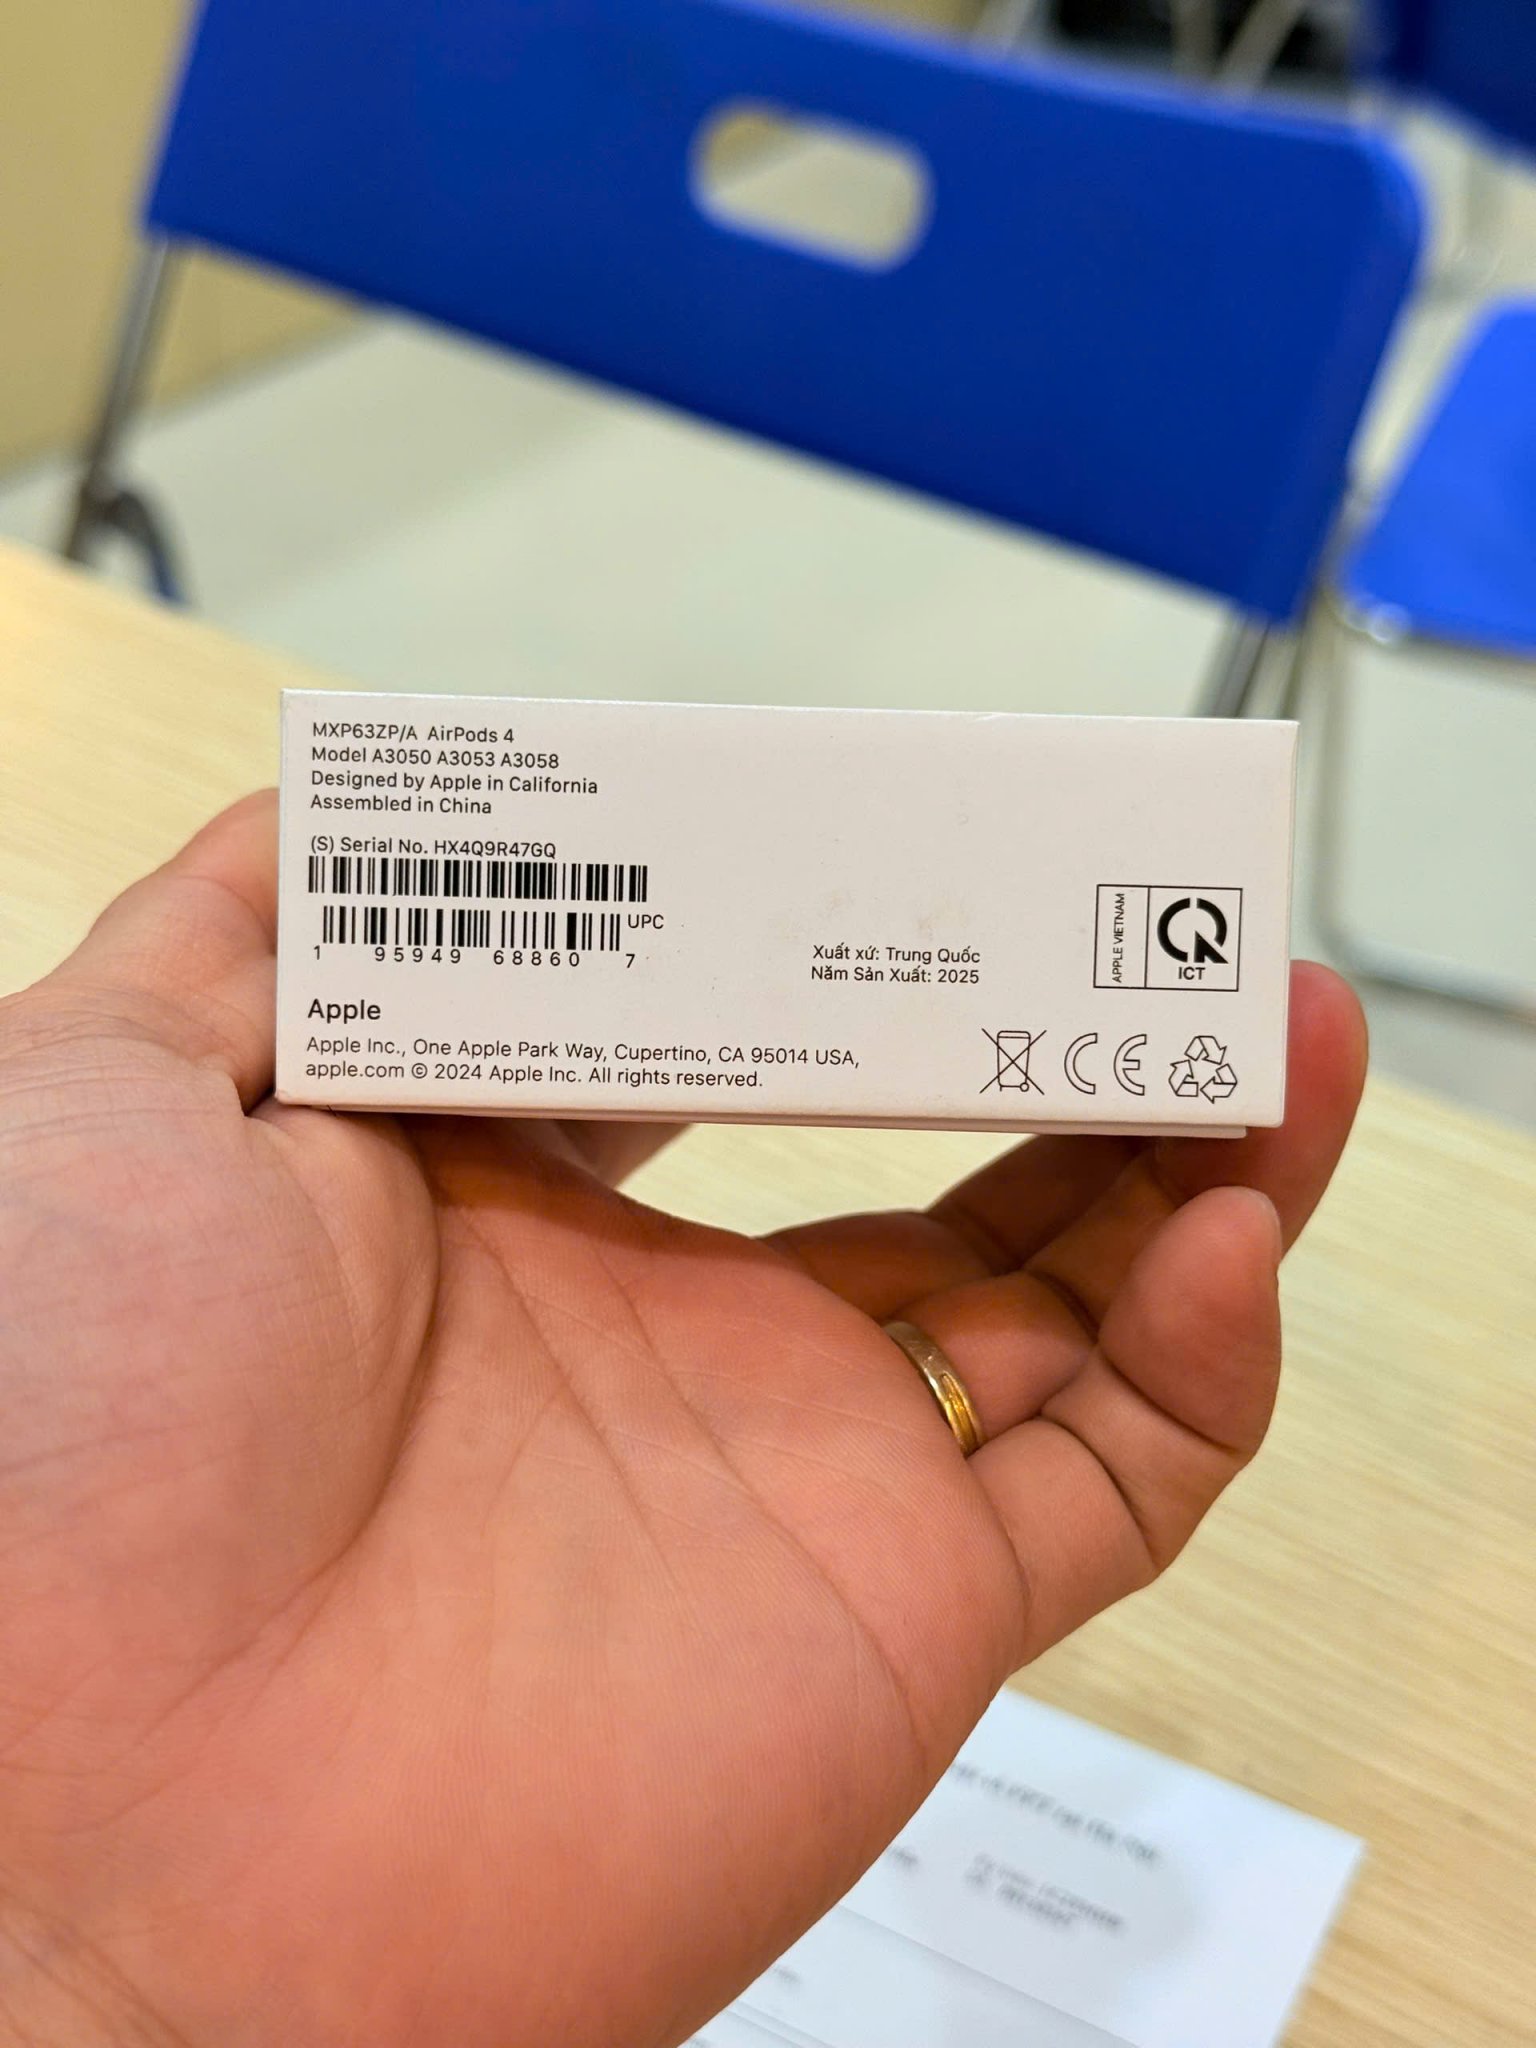 MXP63ZP/A AirPods 4
Model A3050 A3053 A3058
Designed by Apple in California
Assembled in China
(S) Serial No. HX4Q9R47GQ
UPC
1 95949 68860 7
Xuất xứ: Trung Quốc
Năm Sản Xuất: 2025
APPLE VIETNAM
ICT
Apple
Apple Inc., One Apple Park Way, Cupertino, CA 95014 USA,
apple.com © 2024 Apple Inc. All rights reserved.
CE